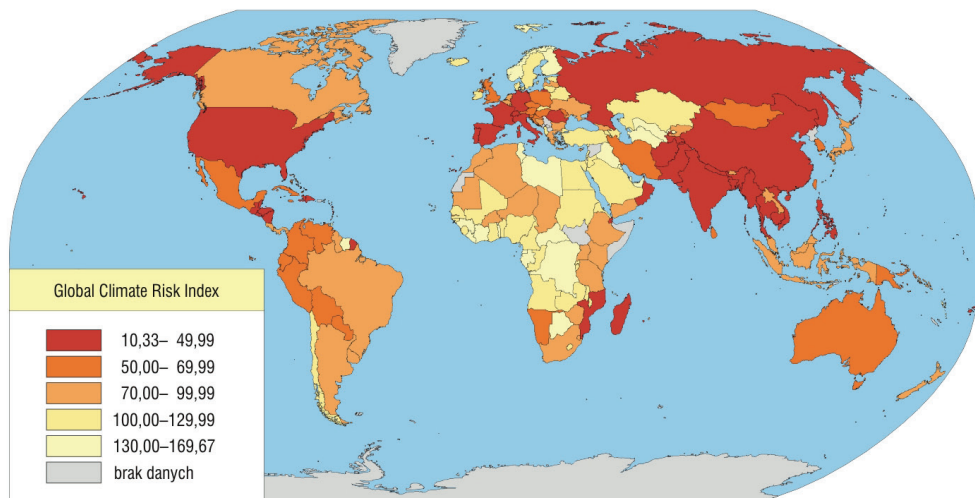 Global Climate Risk Index
10,33– 49,99
50,00– 69,99
70,00– 99,99
100,00–129,99
130,00–169,67
brak danych